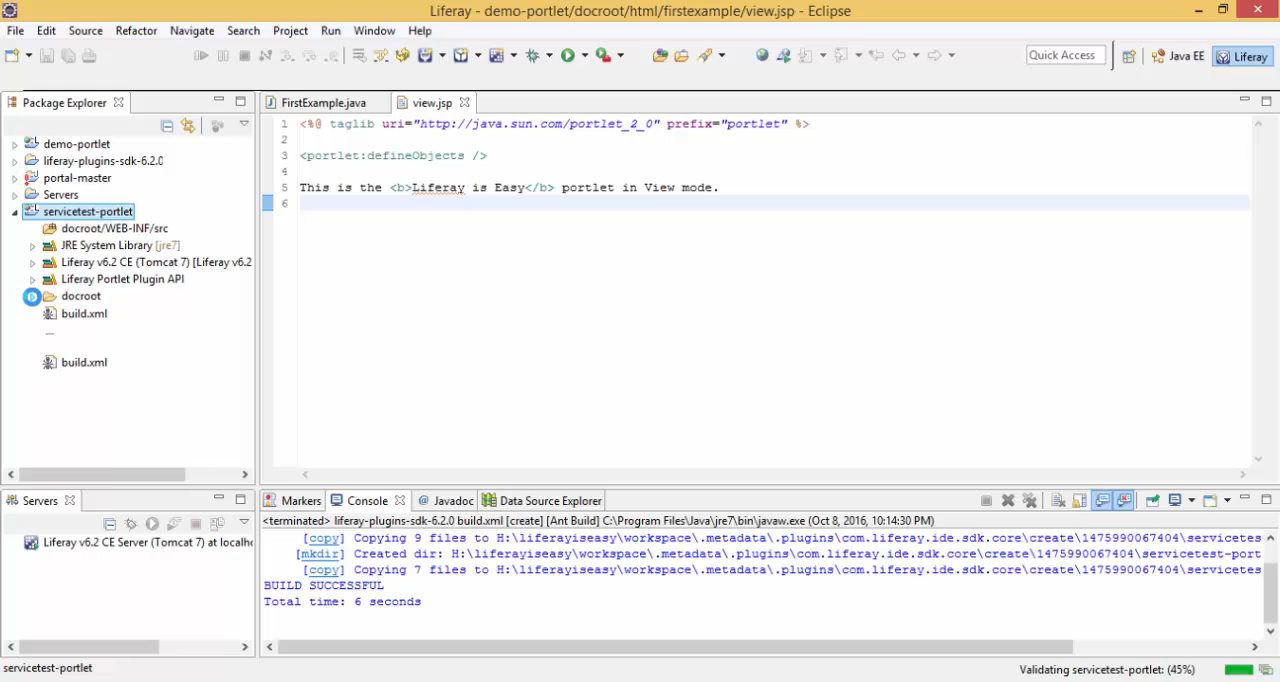 Liferay - demo-portlet/docroot/html/firstexample/view.jsp - Eclipse
File Edit Source Refactor Navigate Search Project Run Window Help
Quick Access
Java EE
Liferay
Package Explorer
demo-portlet
liferay-plugins-sdk-6.2.0
portal-master
Servers
servicetest-portlet
docroot/WEB-INF/src
JRE System Library [jre7]
Liferay v6.2 CE (Tomcat 7) [Liferay v6.2
Liferay Portlet Plugin API
docroot
build.xml
build.xml
FirstExample.java
view.jsp
1 <%@ taglib uri="http://java.sun.com/portlet_2_0" prefix="portlet" %>
2
3 <portlet:defineObjects />
4
5 This is the <b>Liferay is Easy</b> portlet in View mode.
6
Servers
Liferay v6.2 CE Server (Tomcat 7) at localho
Markers Console Javadoc Data Source Explorer
<terminated> liferay-plugins-sdk-6.2.0 build.xml [create] [Ant Build] C:\Program Files\Java\jre7\bin\javaw.exe (Oct 8, 2016, 10:14:30 PM)
[copy] Copying 9 files to H:\liferayiseasy\workspace\.metadata\.plugins\com.liferay.ide.sdk.core\create\1475990067404\servicetes
[mkdir] Created dir: H:\liferayiseasy\workspace\.metadata\.plugins\com.liferay.ide.sdk.core\create\1475990067404\servicetest-port
[copy] Copying 7 files to H:\liferayiseasy\workspace\.metadata\.plugins\com.liferay.ide.sdk.core\create\1475990067404\servicetes
BUILD SUCCESSFUL
Total time: 6 seconds
servicetest-portlet
Validating servicetest-portlet: (45%)